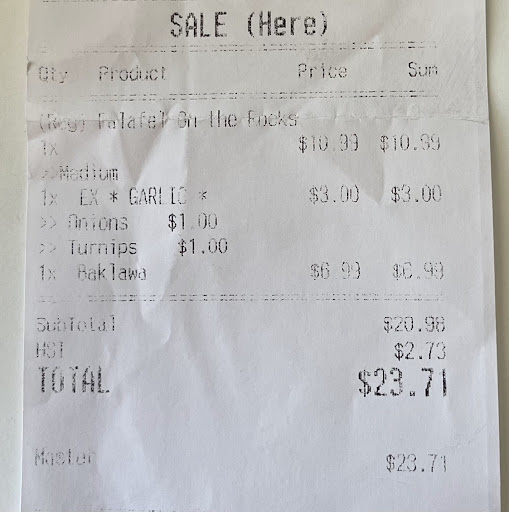 SALE (Here)
Qty Product Price Sum
(Reg) Falafel On the Rocks
1x $10.99 $10.99
>>Medium
1x EX * GARLIC * $3.00 $3.00
>> Onions $1.00
>> Turnips $1.00
1x Baklawa $6.99 $6.99
SubTotal $20.98
HST $2.73
TOTAL $23.71
Master $23.71